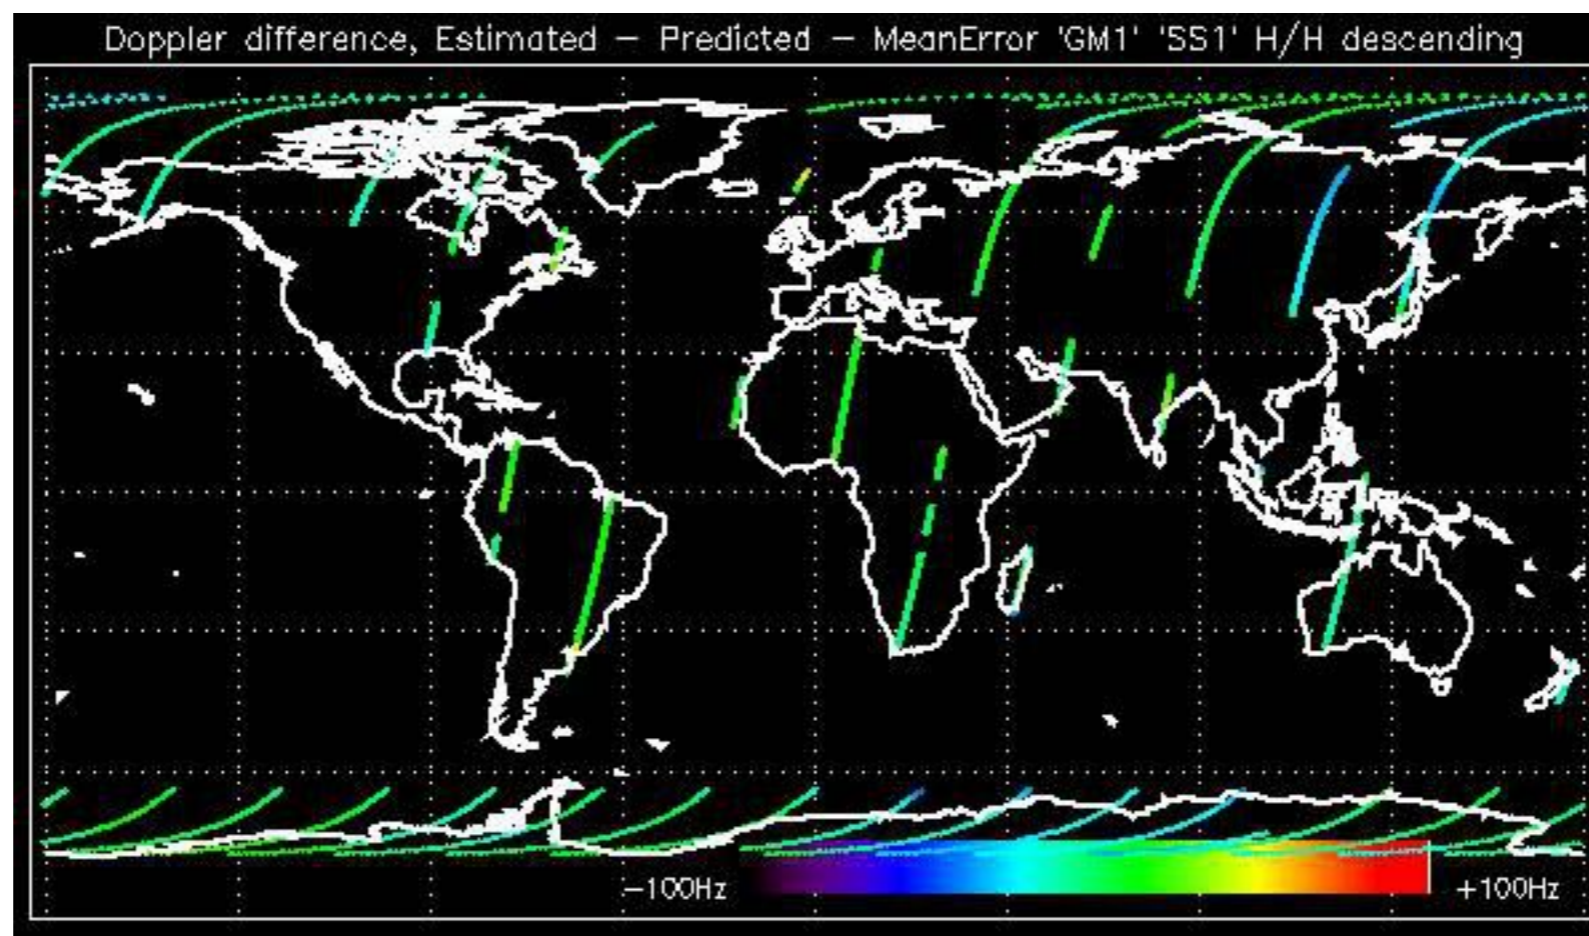 Doppler difference, Estimated – Predicted – MeanError 'GM1' 'SS1' H/H descending
−100Hz +100Hz